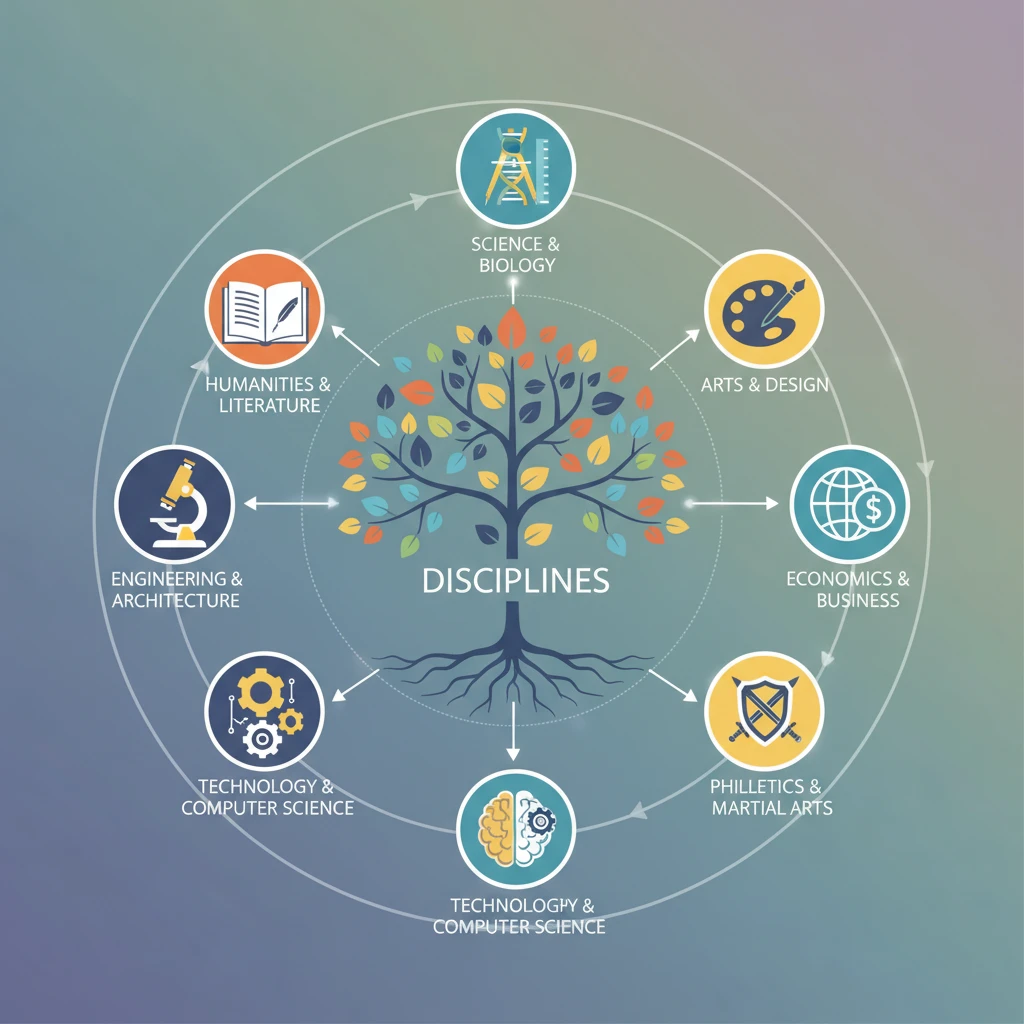 SCIENCE &
BIOLOGY
HUMANITIES &
LITERATURE
ARTS & DESIGN
ENGINEERING &
ARCHITECTURE
DISCIPLINES
$
ECONOMICS &
BUSINESS
TECHNOLOGY &
COMPUTER SCIENCE
PHILLETICS &
MARTIAL ARTS
COMPUTER SCIENCE